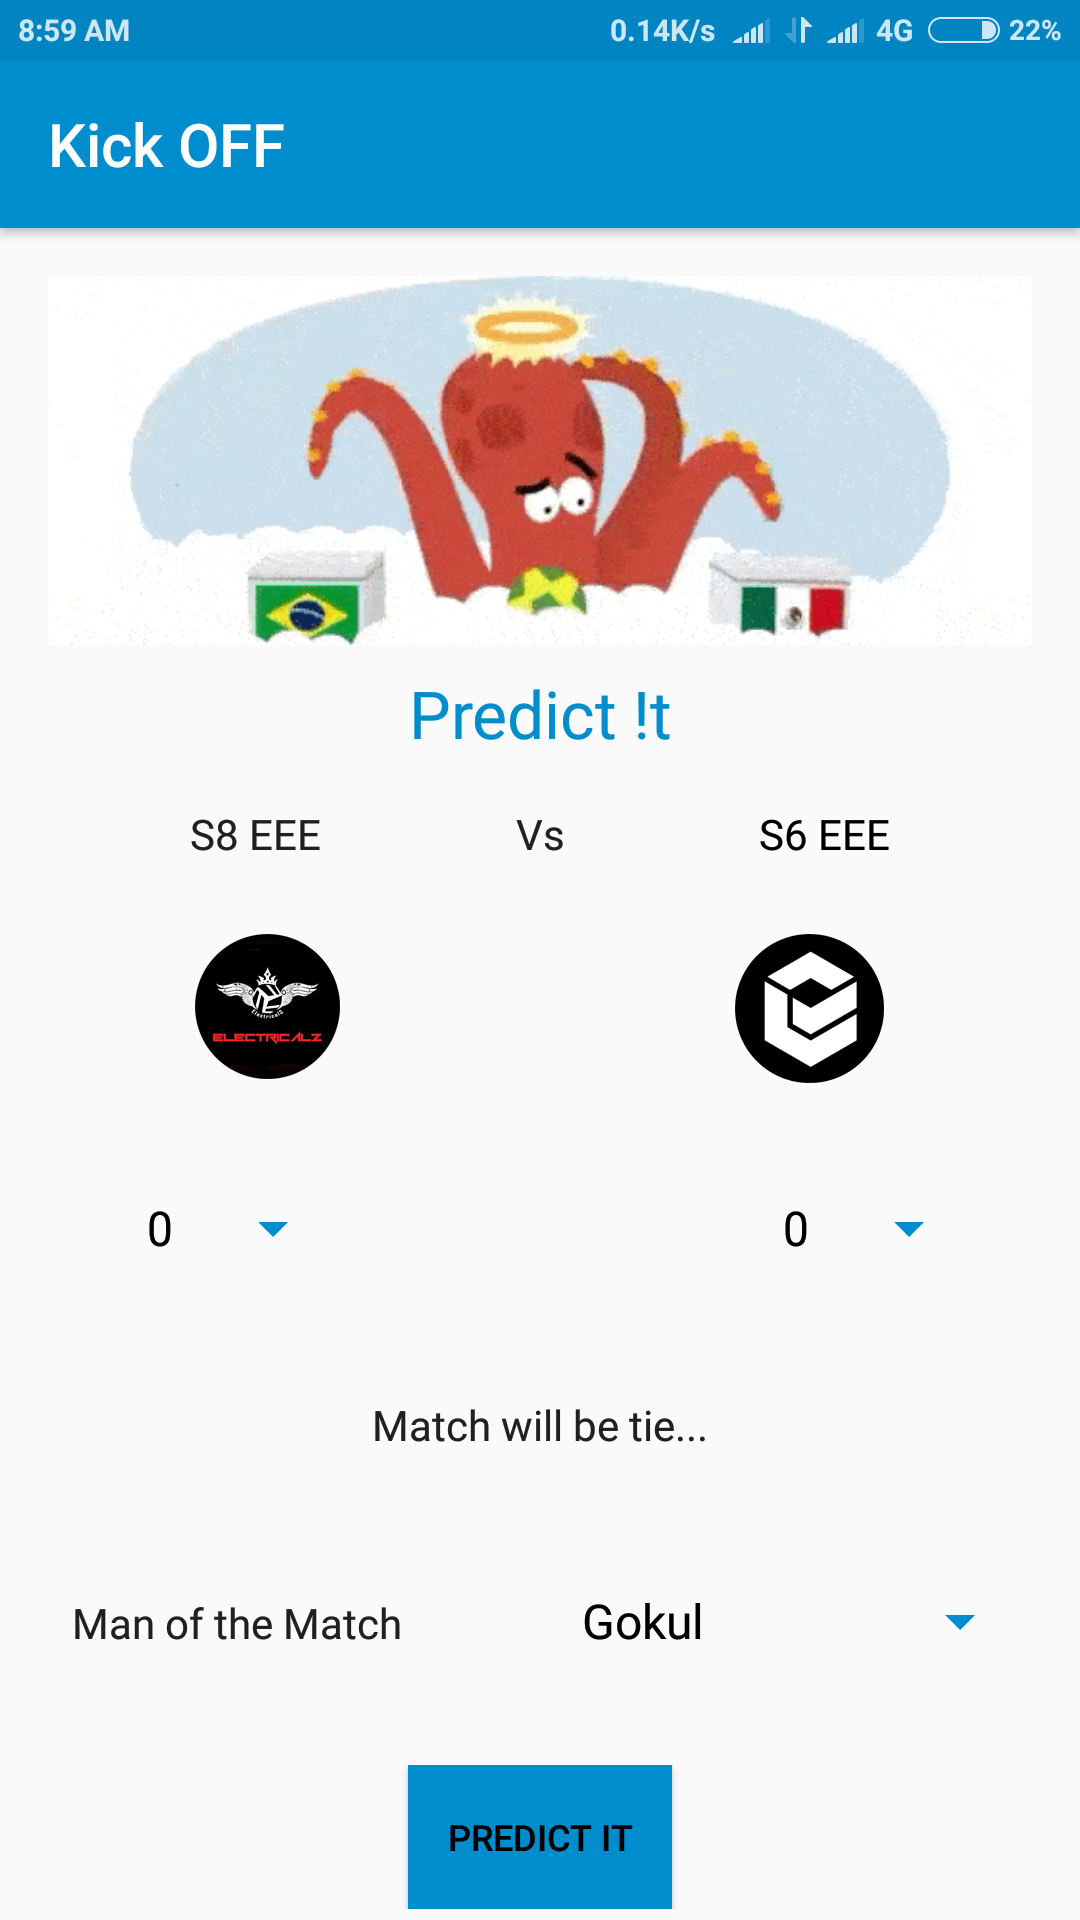 8:59 AM 0.14K/s 4G 22%
Kick OFF
Predict !t
S8 EEE Vs S6 EEE
ELECTRICALZ
0 0
Match will be tie...
Man of the Match Gokul
PREDICT IT